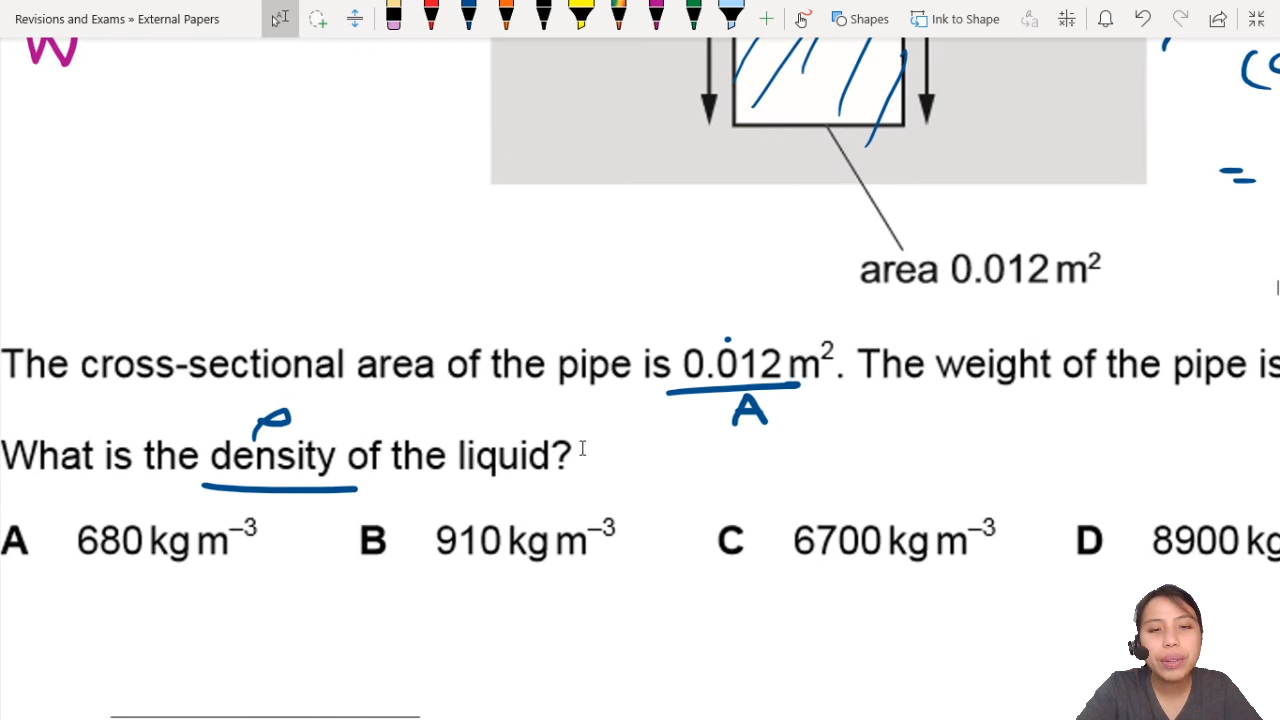 Revisions and Exams » External Papers
Shapes
Ink to Shape
W
(
=
area 0.012 m²
The cross-sectional area of the pipe is 0.012 m². The weight of the pipe is
A
ρ
What is the density of the liquid?
A 680 kg m⁻³ B 910 kg m⁻³ C 6700 kg m⁻³ D 8900 kg